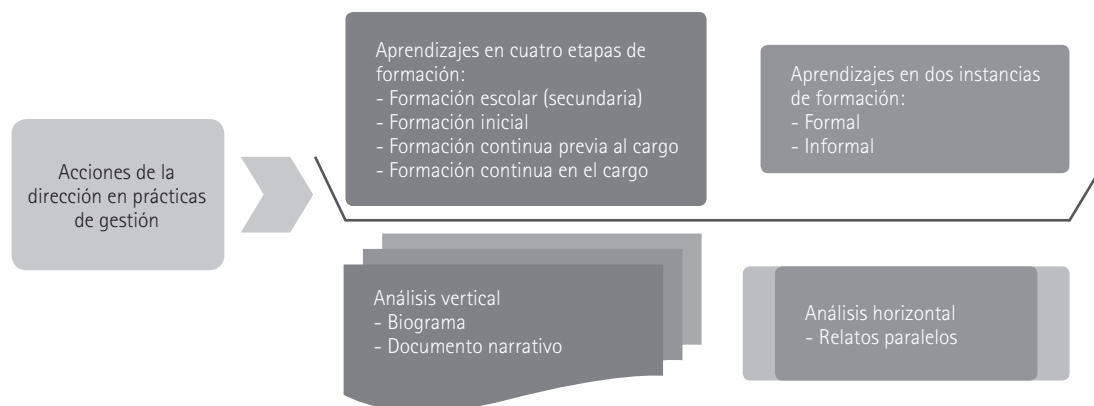 Acciones de la
dirección en prácticas
de gestión
Aprendizajes en cuatro etapas de
formación:
- Formación escolar (secundaria)
- Formación inicial
- Formación continua previa al cargo
- Formación continua en el cargo
Aprendizajes en dos instancias
de formación:
- Formal
- Informal
Análisis vertical
- Biograma
- Documento narrativo
Análisis horizontal
- Relatos paralelos